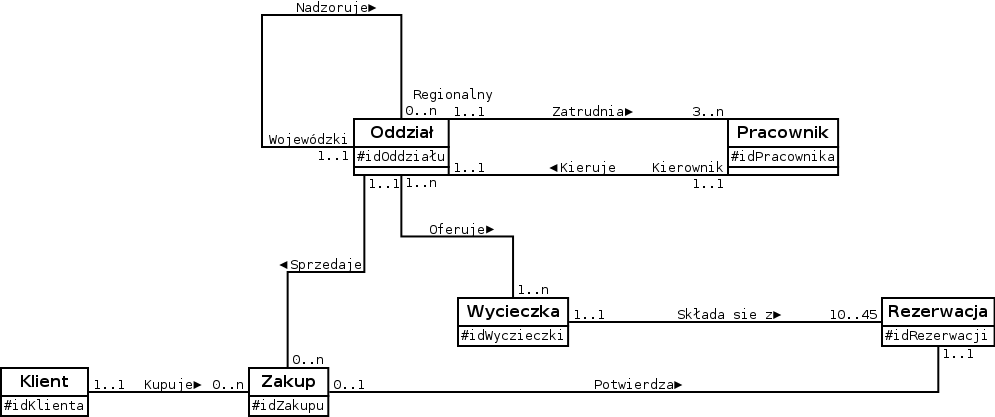 Nadzoruje►
Regionalny
0..n 1..1 Zatrudnia► 3..n
Oddział Pracownik
Wojewódzki
1..1 #idOddziału #idPracownika
1..1 ◄Kieruje Kierownik
1..1 1..n 1..1
Oferuje►
◄Sprzedaje
1..n
Wycieczka 1..1 Składa sie z► 10..45 Rezerwacja
#idWyczieczki #idRezerwacji
1..1
0..n
Klient 1..1 Kupuje► 0..n Zakup 0..1 Potwierdza►
#idKlienta #idZakupu